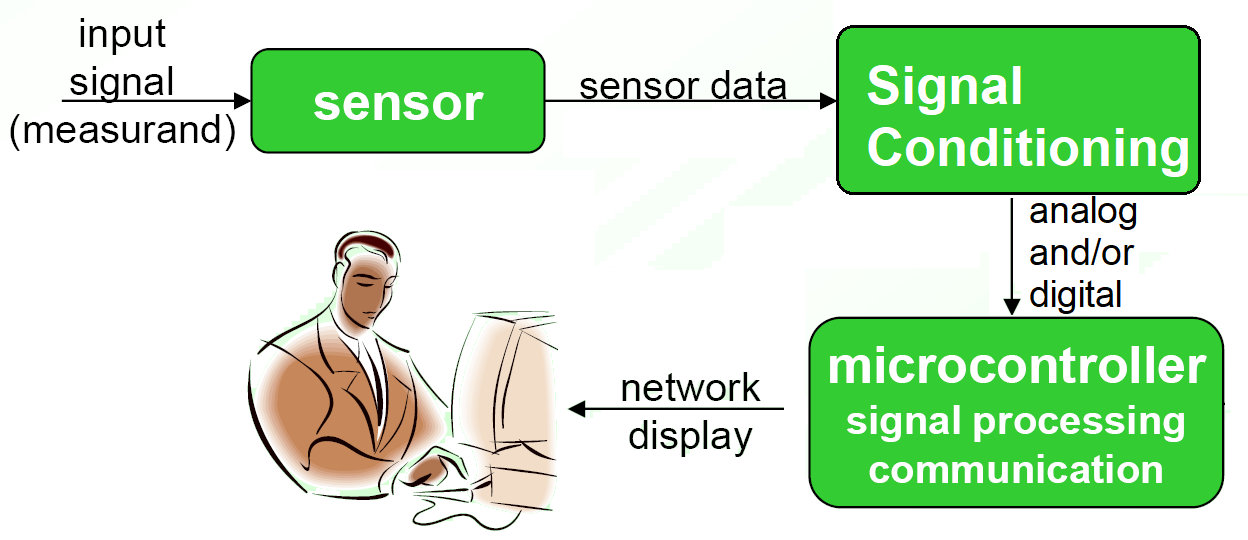 input
signal
(measurand)
sensor
sensor data
Signal
Conditioning
analog
and/or
digital
microcontroller
signal processing
communication
network
display